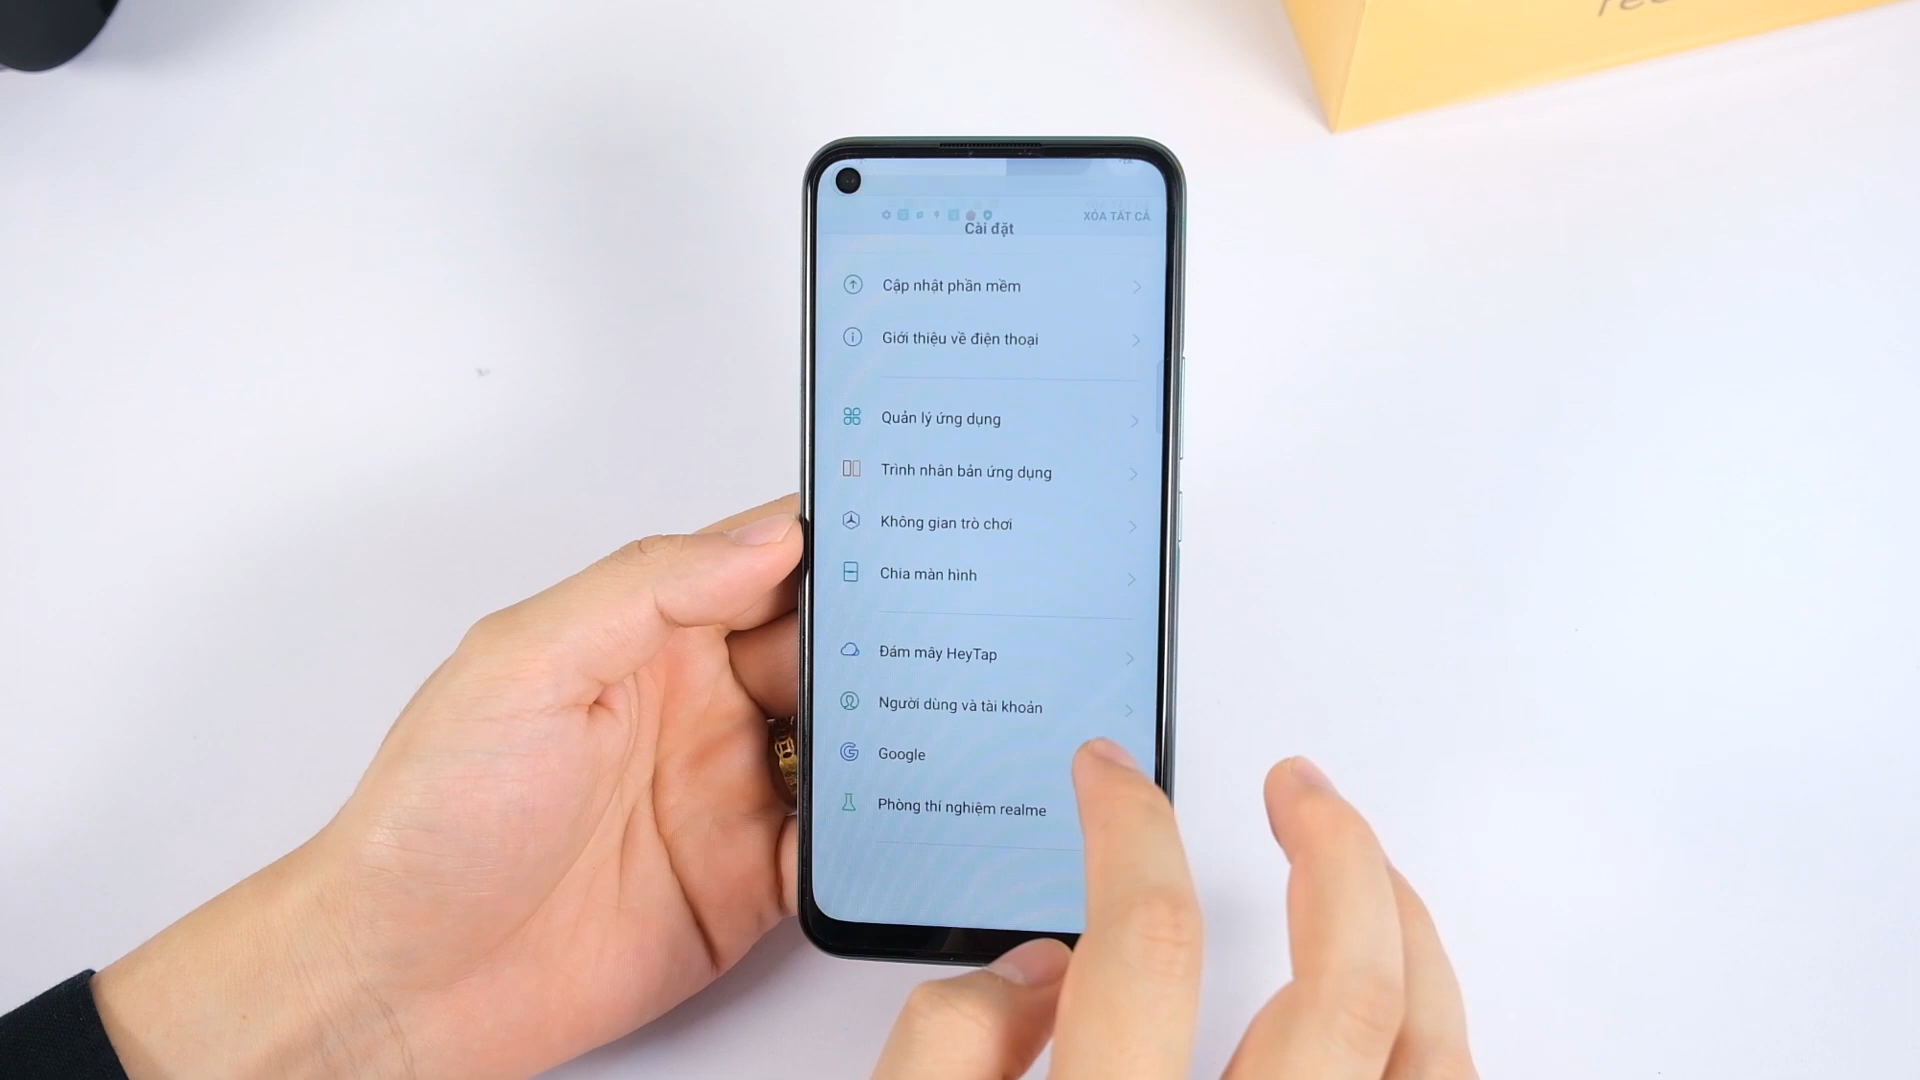 XÓA TẤT CẢ
Cài đặt
Cập nhật phần mềm
Giới thiệu về điện thoại
Quản lý ứng dụng
Trình nhân bản ứng dụng
Không gian trò chơi
Chia màn hình
Đám mây HeyTap
Người dùng và tài khoản
Google
Phòng thí nghiệm realme